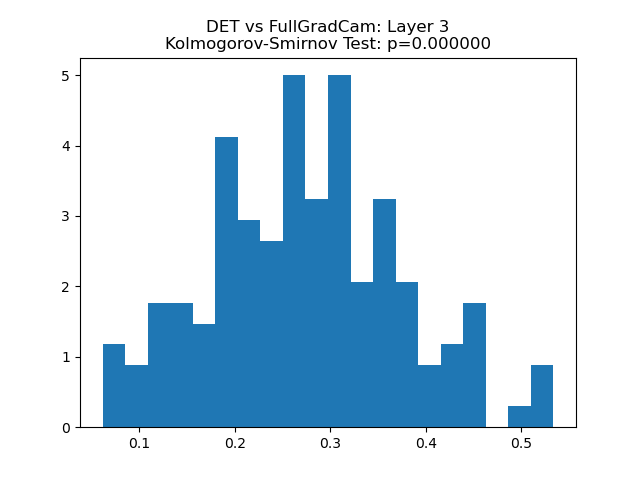 DET vs FullGradCam: Layer 3
Kolmogorov-Smirnov Test: p=0.000000
5
4
3
2
1
0
0.1 0.2 0.3 0.4 0.5